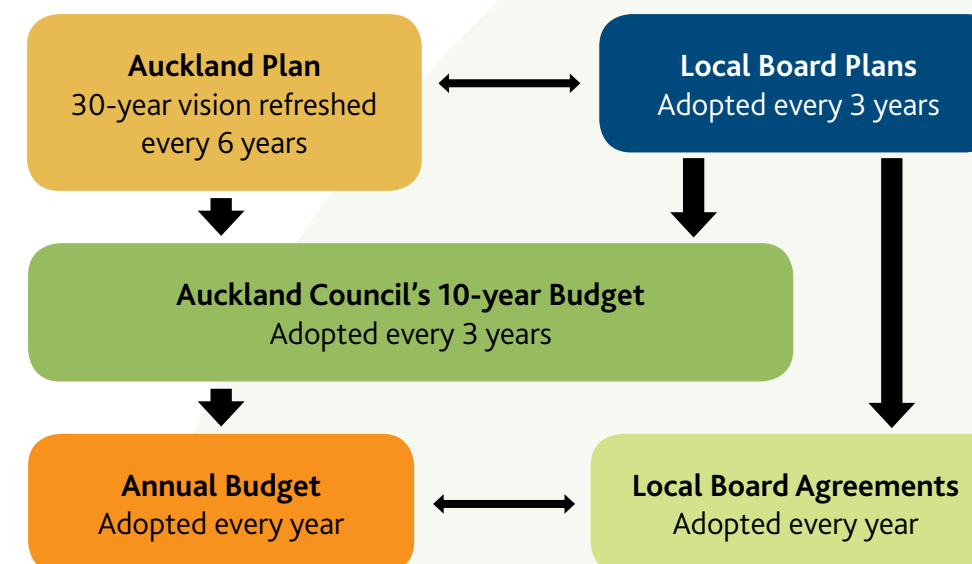 Auckland Plan
30-year vision refreshed
every 6 years
Local Board Plans
Adopted every 3 years
Auckland Council’s 10-year Budget
Adopted every 3 years
Annual Budget
Adopted every year
Local Board Agreements
Adopted every year